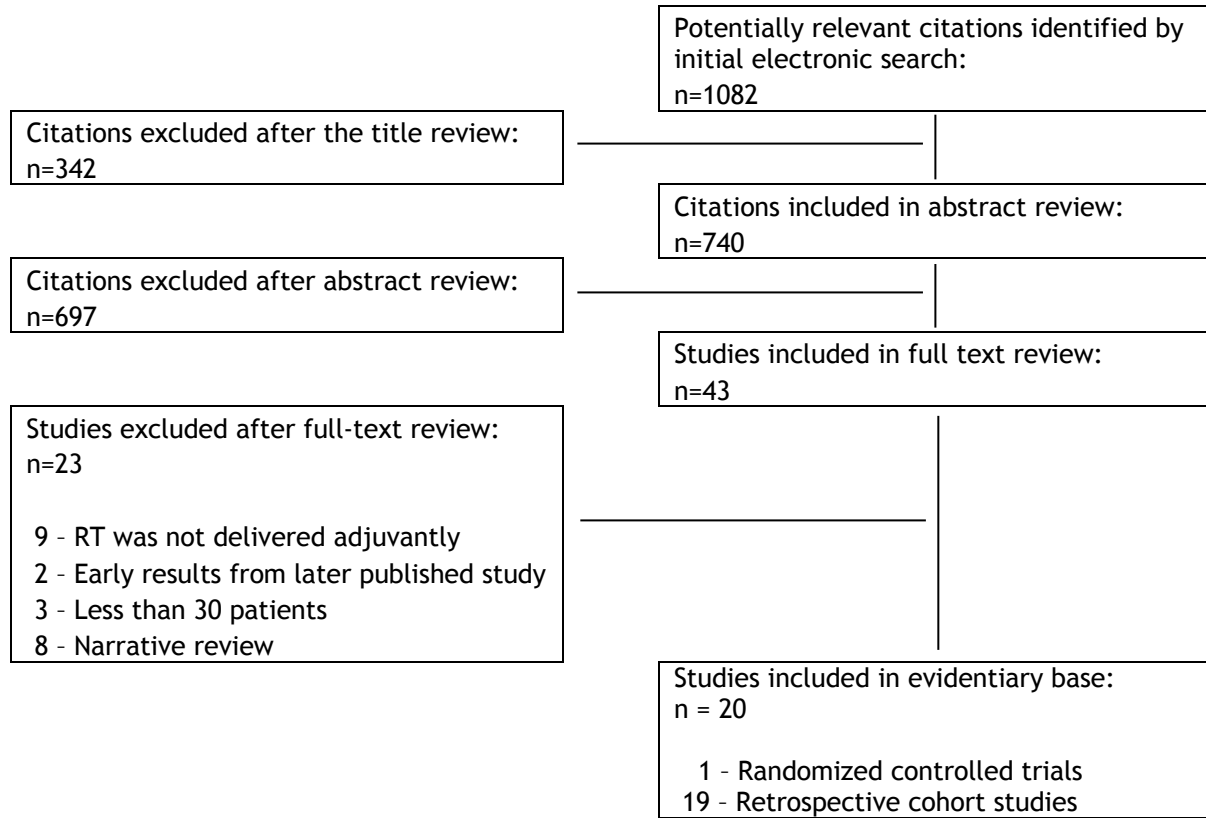 Potentially relevant citations identified by
initial electronic search:
n=1082
Citations excluded after the title review:
n=342
Citations included in abstract review:
n=740
Citations excluded after abstract review:
n=697
Studies included in full text review:
n=43
Studies excluded after full-text review:
n=23
9 – RT was not delivered adjuvantly
2 – Early results from later published study
3 – Less than 30 patients
8 – Narrative review
Studies included in evidentiary base:
n = 20
1 – Randomized controlled trials
19 – Retrospective cohort studies